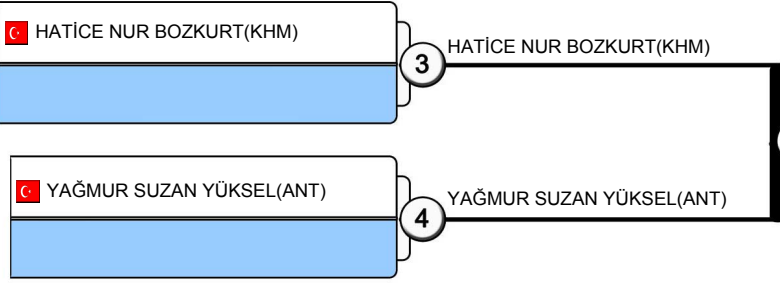 HATİCE NUR BOZKURT(KHM)
3
HATİCE NUR BOZKURT(KHM)
YAĞMUR SUZAN YÜKSEL(ANT)
4
YAĞMUR SUZAN YÜKSEL(ANT)